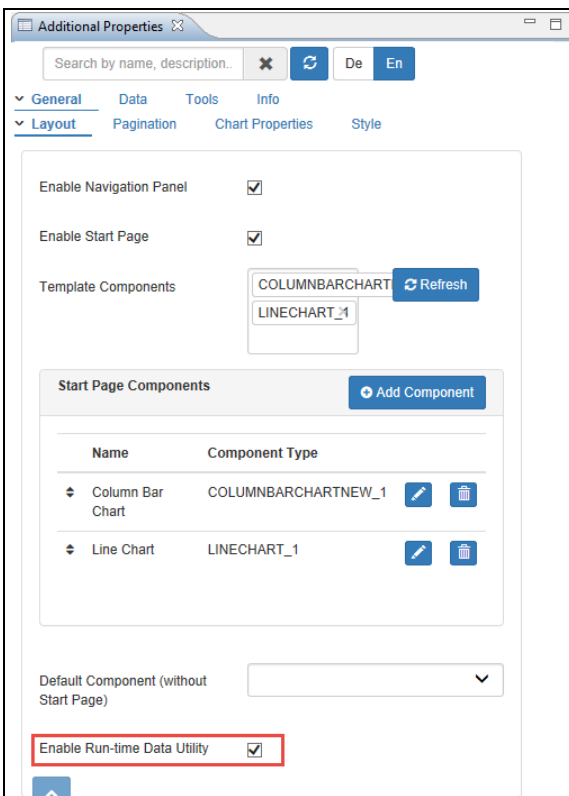 Additional Properties
Search by name, description..
De
En
General
Data
Tools
Info
Layout
Pagination
Chart Properties
Style
Enable Navigation Panel
Enable Start Page
Template Components
COLUMNBARCHART
Refresh
LINECHART_1
Start Page Components
Add Component
Name
Component Type
Column Bar
Chart
COLUMNBARCHARTNEW_1
Line Chart
LINECHART_1
Default Component (without
Start Page)
Enable Run-time Data Utility